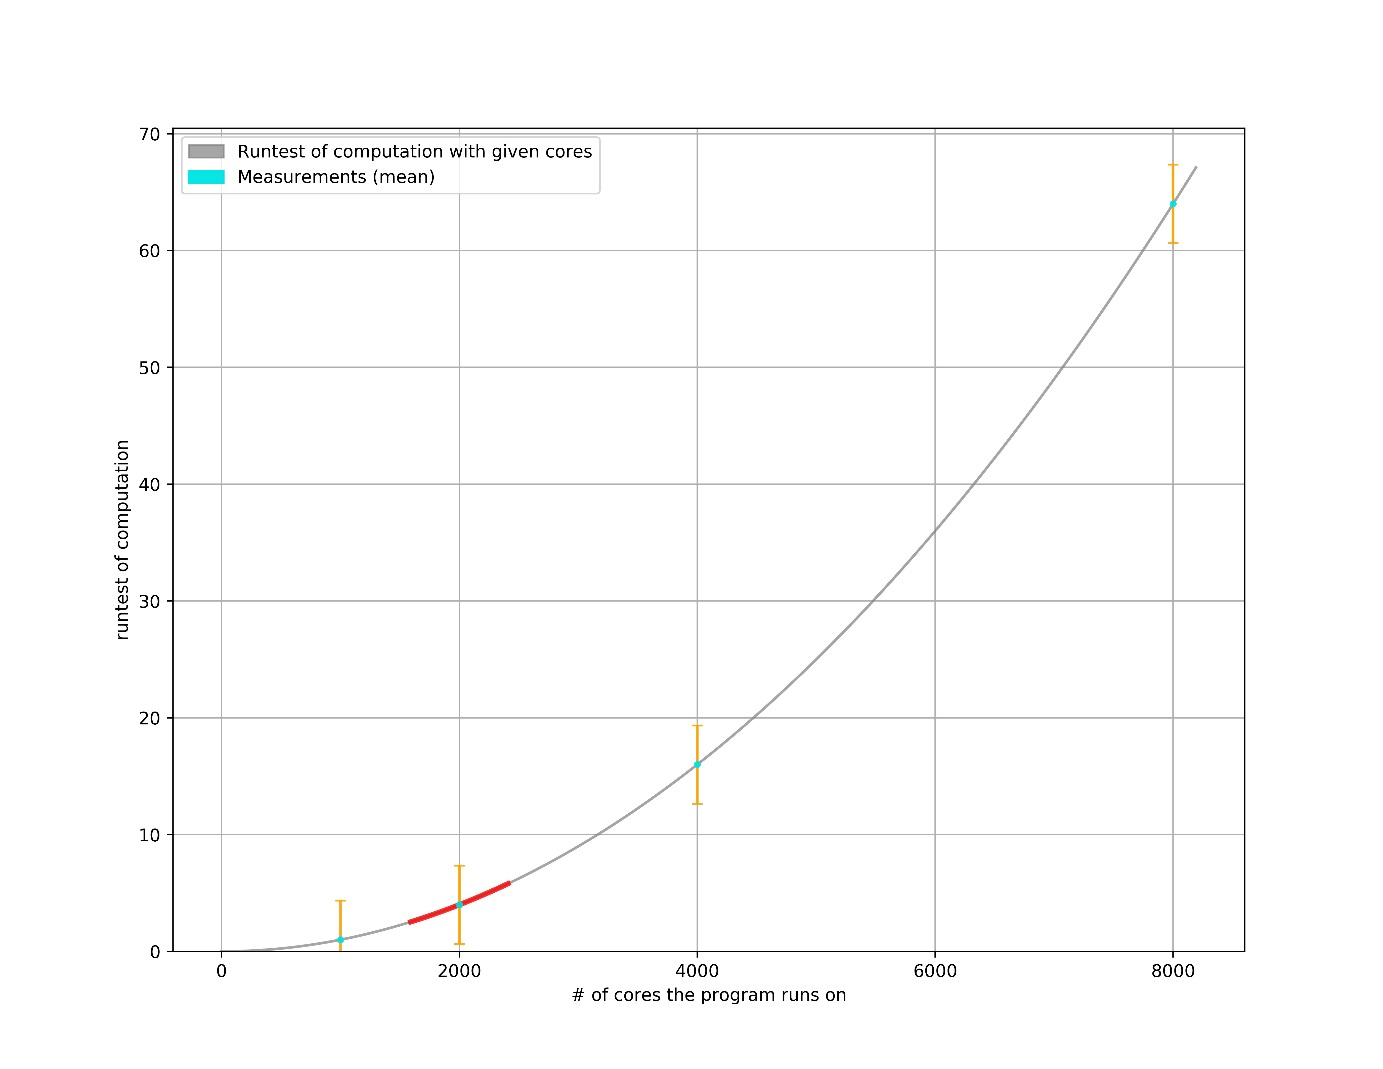 70
Runtest of computation with given cores
Measurements (mean)
60
50
40
30
20
10
0
runtest of computation
0 2000 4000 6000 8000
# of cores the program runs on